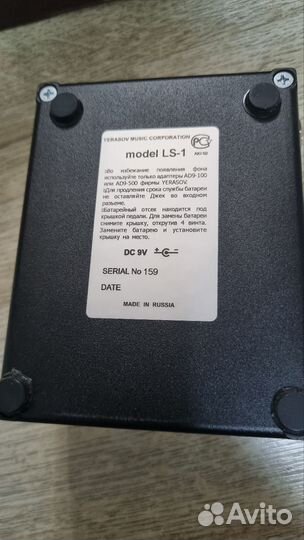 YERASOV MUSIC CORPORATION
РС
АЮ 50
model LS-1
во избежание появления фона
используйте только адаптеры AD9-100
или AD9-500 фирмы YERASOV.
Для продления срока службы батареи
не оставляйте Джек во входном
разъеме.
Батарейный отсек находится под
крышкой педали. Для замены батареи
снимите крышку, открутив 4 винта.
Замените батарею и установите
крышку на место.
DC 9V + -
SERIAL No 159
DATE
MADE IN RUSSIA
Avito